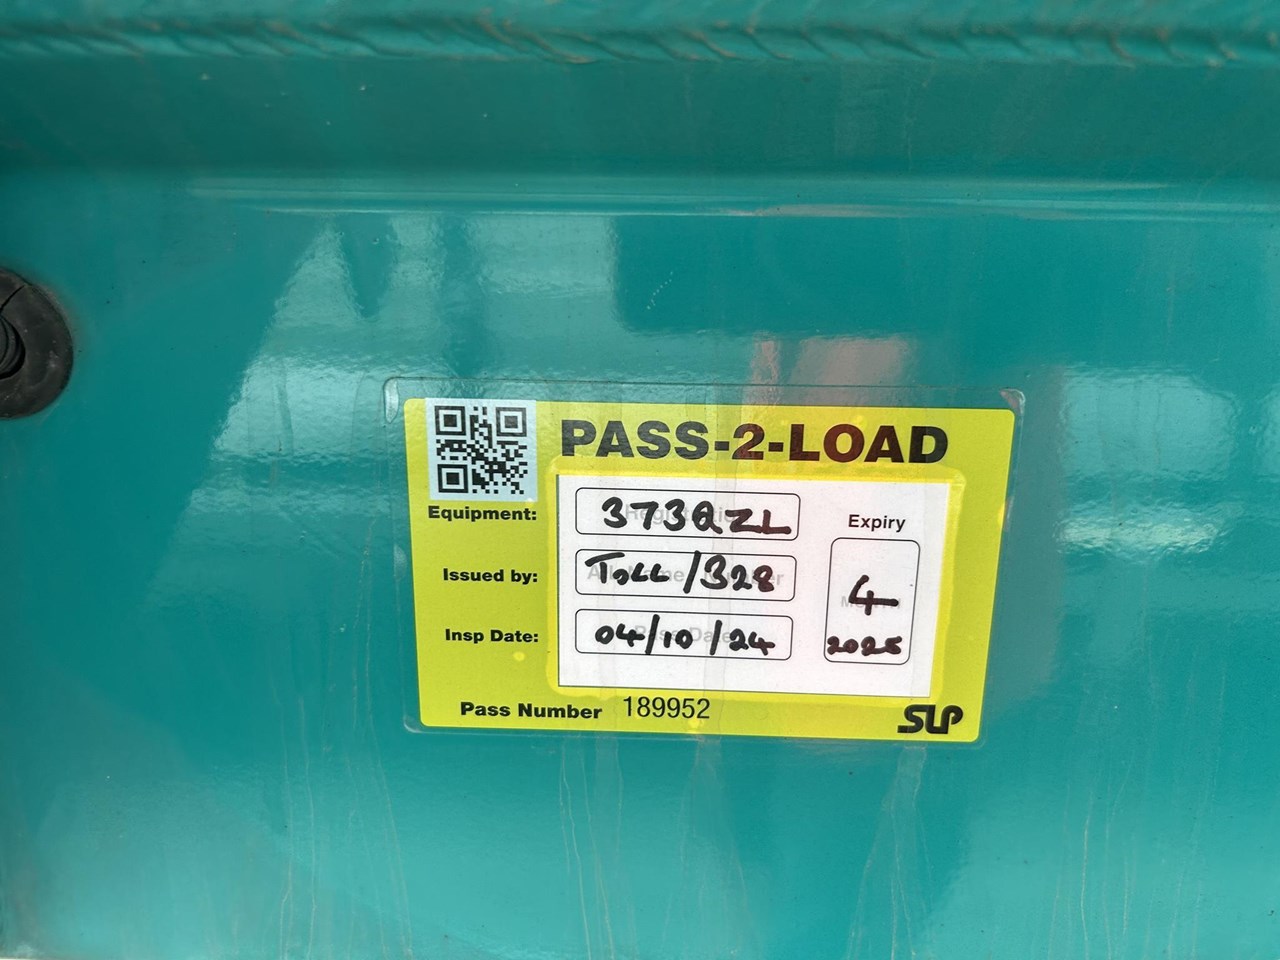 PASS-2-LOAD
Equipment: 373QZL
Expiry
Issued by: TOLL/328
4
Insp Date: 04/10/24
2025
Pass Number 189952
SLP